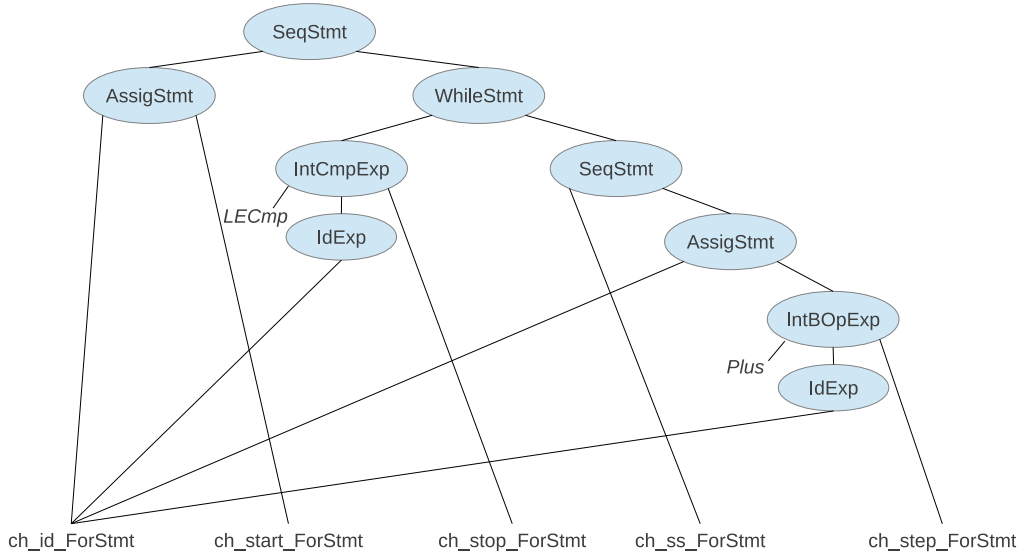 SeqStmt
AssigStmt
WhileStmt
IntCmpExp
SeqStmt
LECmp
IdExp
AssigStmt
IntBOpExp
Plus
IdExp
ch_id_ForStmt
ch_start_ForStmt
ch_stop_ForStmt
ch_ss_ForStmt
ch_step_ForStmt